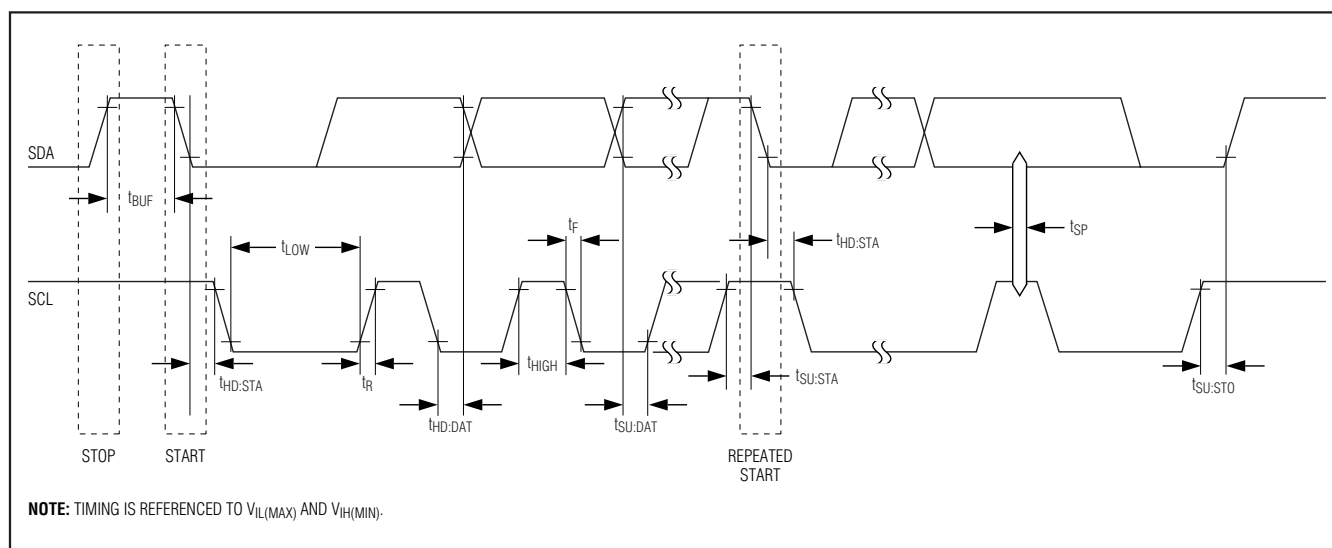 SDA
tBUF
tLOW
tF
tHD:STA
tSP
SCL
tHD:STA
tR
tHIGH
tSU:STA
tSU:STO
tHD:DAT
tSU:DAT
STOP
START
REPEATED
START
NOTE: TIMING IS REFERENCED TO VIL(MAX) AND VIH(MIN).